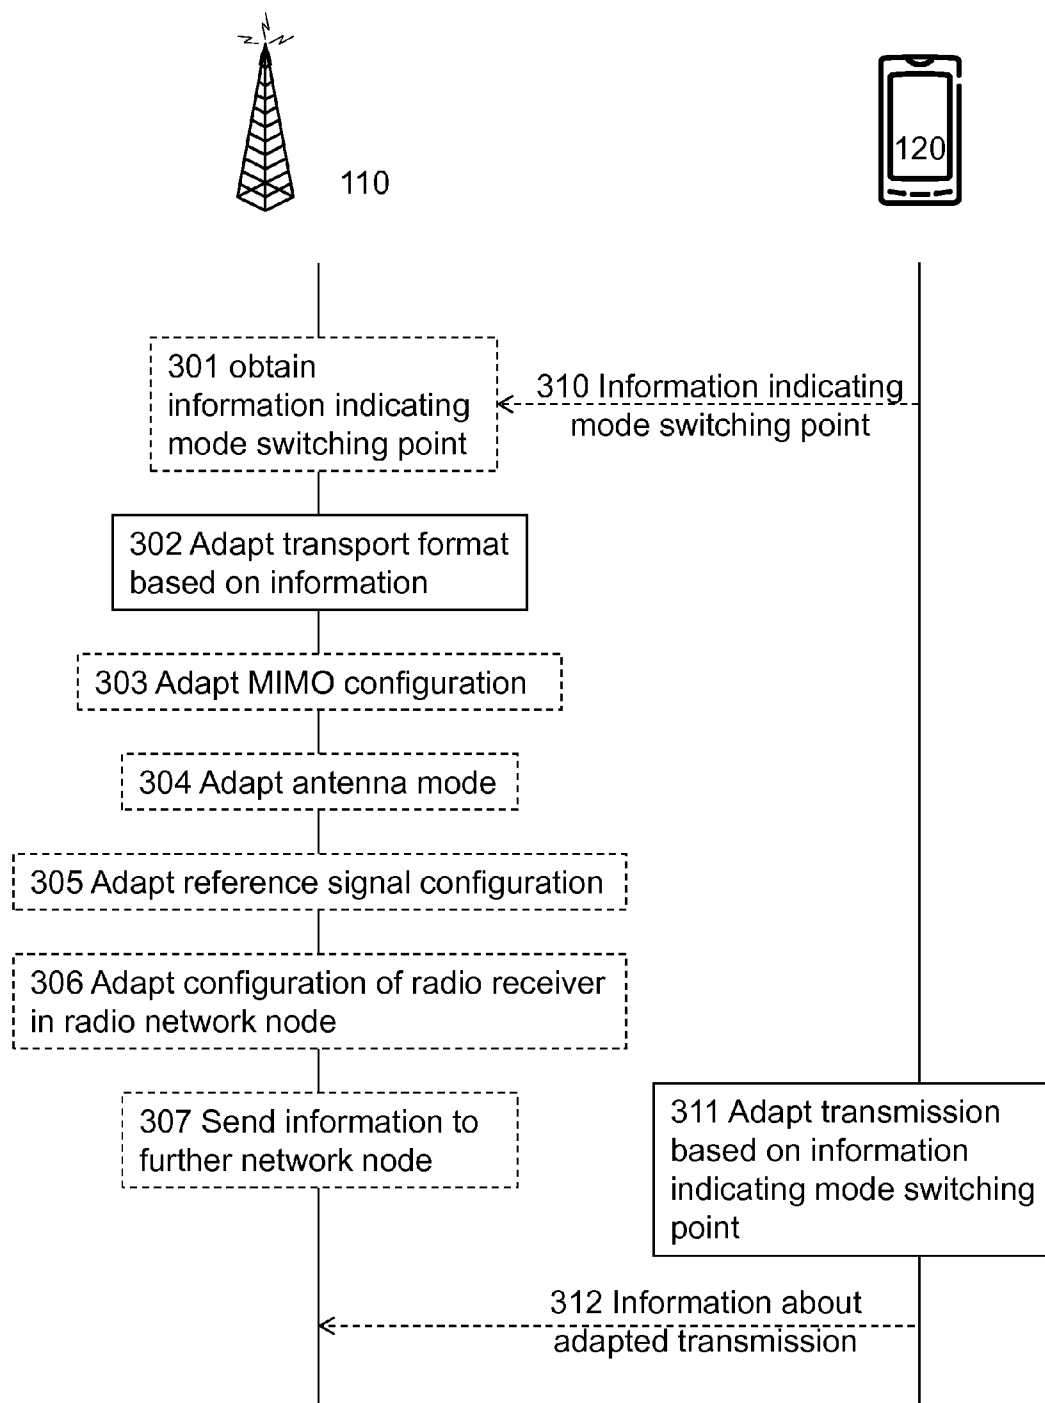 110
120
301 obtain
information indicating
mode switching point
310 Information indicating
mode switching point
302 Adapt transport format
based on information
303 Adapt MIMO configuration
304 Adapt antenna mode
305 Adapt reference signal configuration
306 Adapt configuration of radio receiver
in radio network node
307 Send information to
further network node
311 Adapt transmission
based on information
indicating mode switching
point
312 Information about
adapted transmission